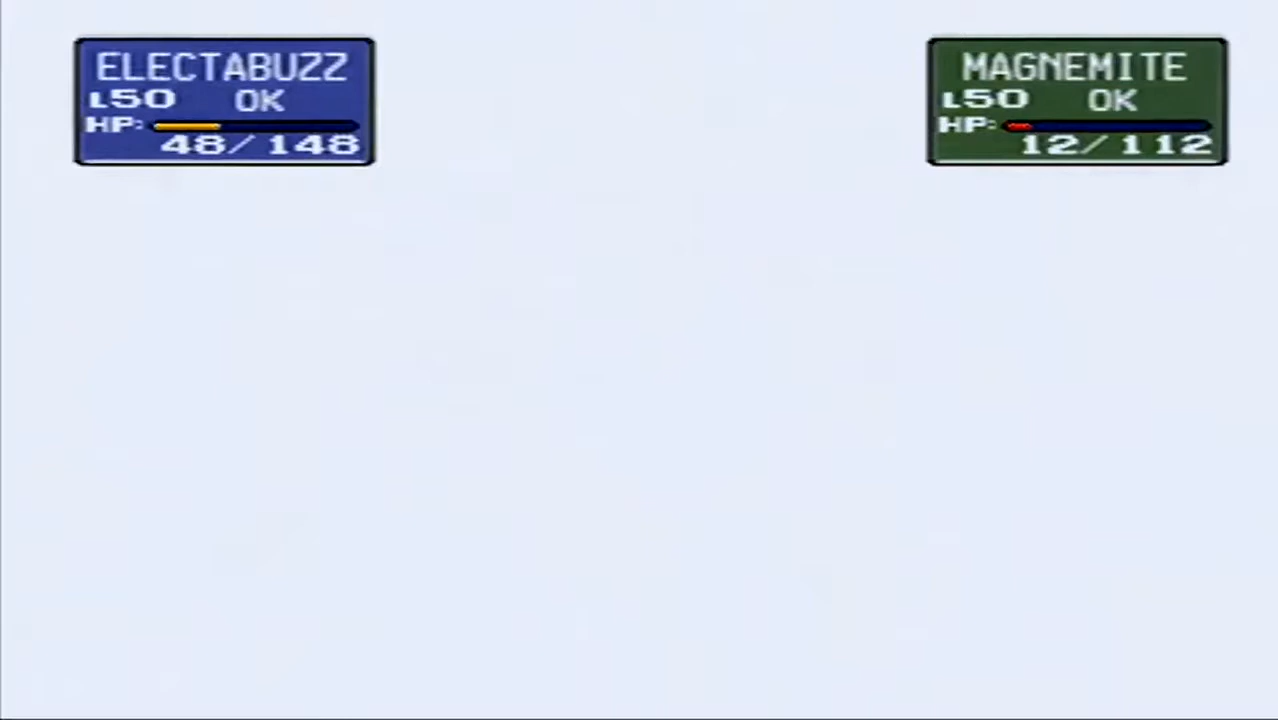 ELECTABUZZ
L50 OK
HP:
48/148
MAGNEMITE
L50 OK
HP:
12/112